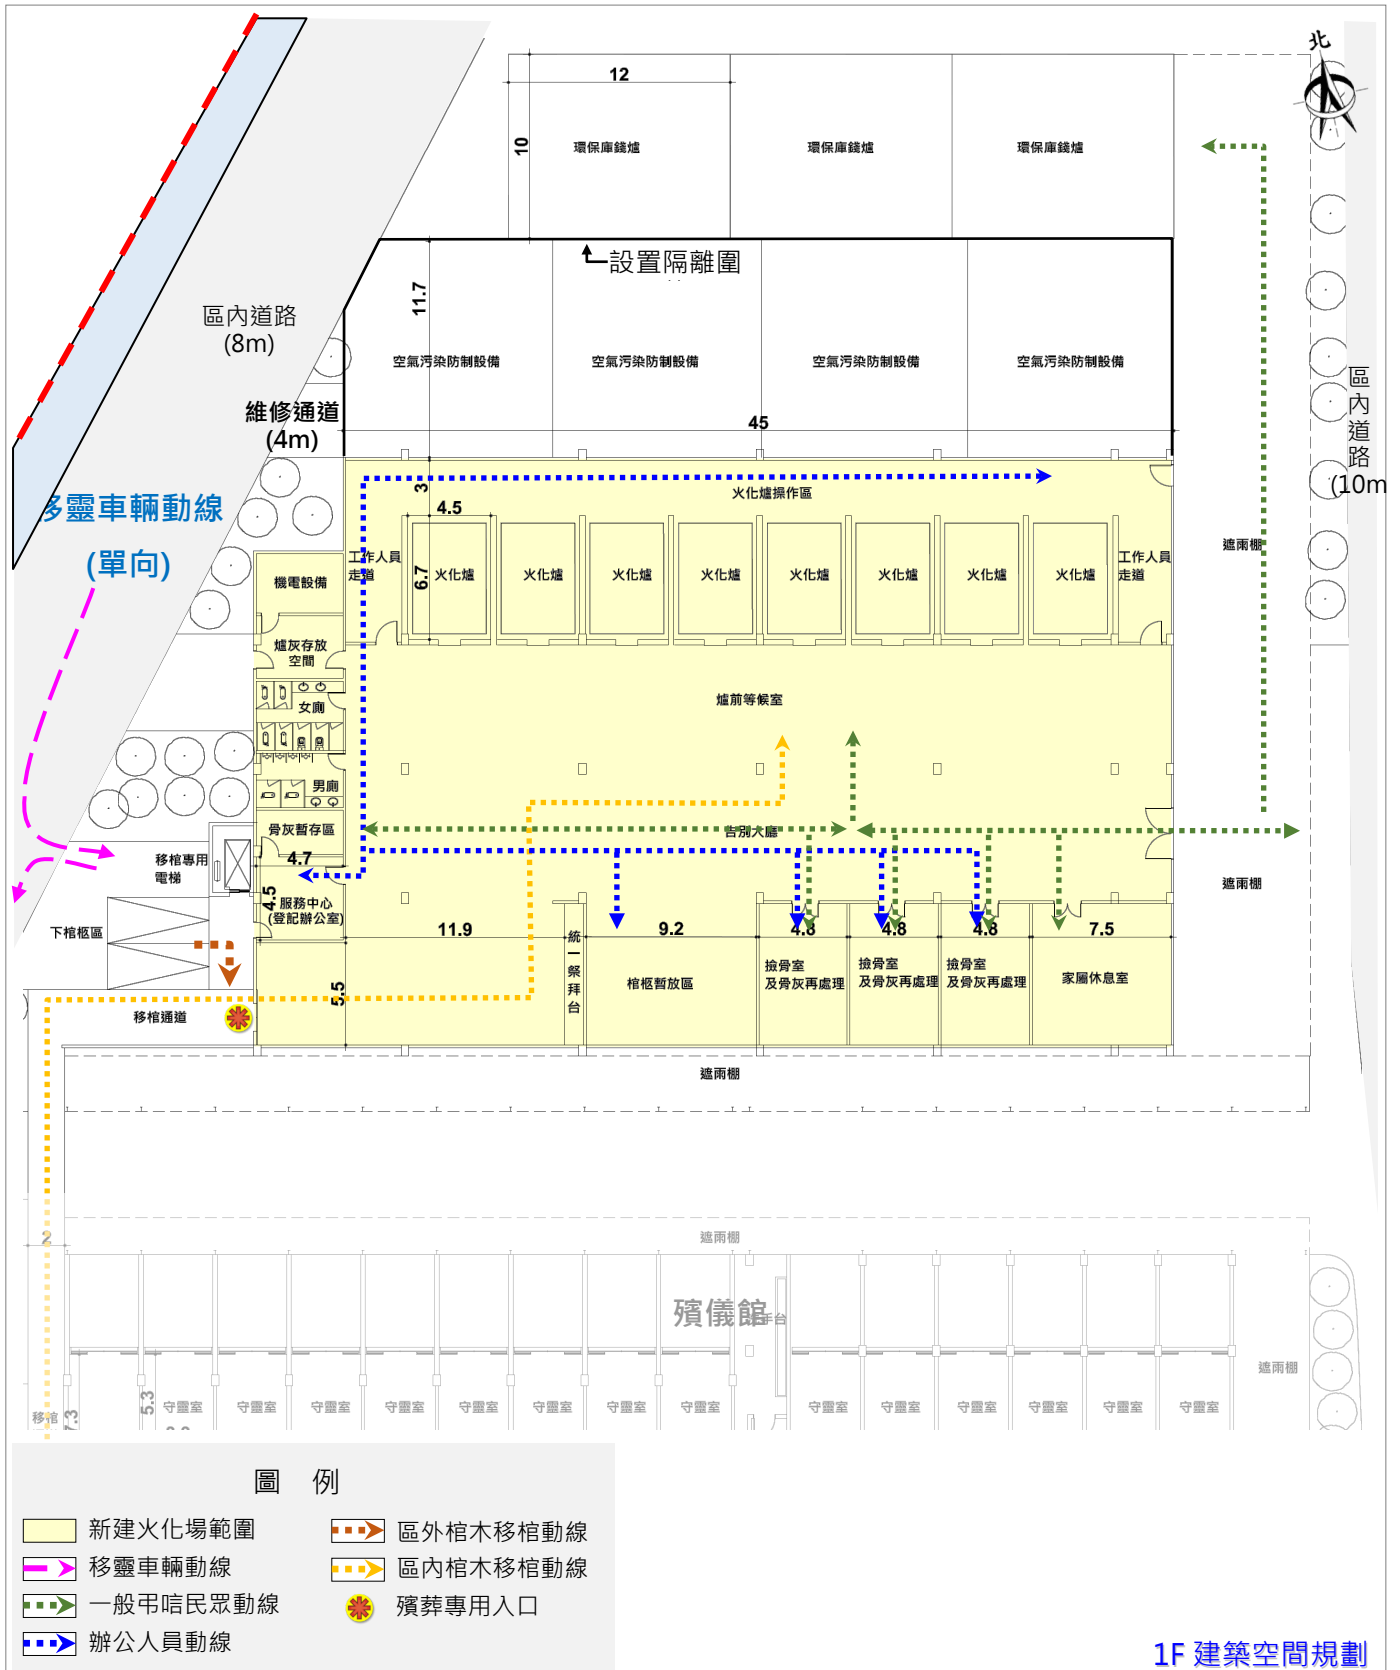 北
12
10
環保庫錢爐
環保庫錢爐
環保庫錢爐
設置隔離圍
11.7
區內道路
(8m)
空氣污染防制設備
空氣污染防制設備
空氣污染防制設備
空氣污染防制設備
區內道路
(10m
維修通道
(4m)
45
移靈車輛動線
(單向)
3
火化爐操作區
4.5
遮雨棚
工作人員
走道
6.7
火化爐
火化爐
火化爐
火化爐
火化爐
火化爐
火化爐
火化爐
工作人員
走道
機電設備
爐灰存放
空間
女廁
爐前等候室
男廁
骨灰暫存區
告別大廳
移棺專用
電梯
4.7
4.5
服務中心
(登記辦公室)
遮雨棚
下棺柩區
11.9
統一祭拜台
9.2
4.8
4.8
4.8
7.5
棺柩暫放區
撿骨室
及骨灰再處理
撿骨室
及骨灰再處理
撿骨室
及骨灰再處理
家屬休息室
5.5
移棺通道
遮雨棚
2
遮雨棚
殯儀館
手台
遮雨棚
移棺
7.3
5.3
守靈室
守靈室
守靈室
守靈室
守靈室
守靈室
守靈室
守靈室
守靈室
守靈室
守靈室
守靈室
守靈室
守靈室
圖 例
新建火化場範圍
區外棺木移棺動線
移靈車輛動線
區內棺木移棺動線
一般弔唁民眾動線
殯葬專用入口
辦公人員動線
1F 建築空間規劃